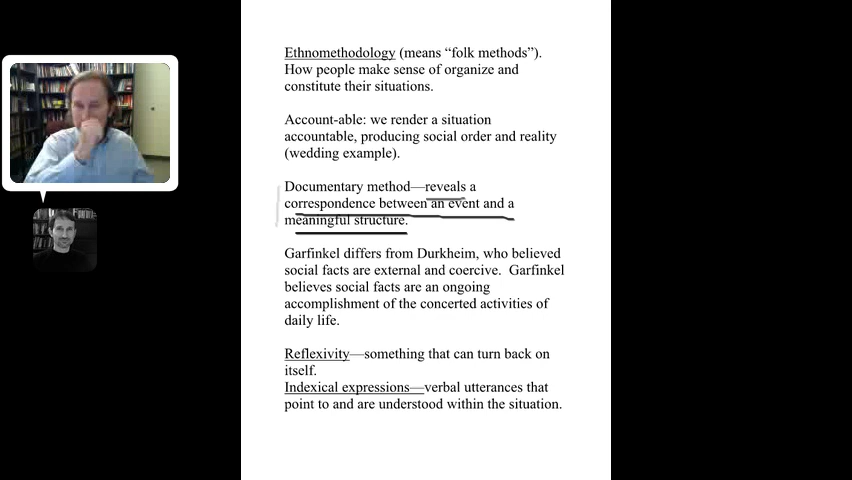 Ethnomethodology (means “folk methods”).
How people make sense of organize and
constitute their situations.
Account-able: we render a situation
accountable, producing social order and reality
(wedding example).
Documentary method—reveals a
correspondence between an event and a
meaningful structure.
Garfinkel differs from Durkheim, who believed
social facts are external and coercive.  Garfinkel
believes social facts are an ongoing
accomplishment of the concerted activities of
daily life.
Reflexivity—something that can turn back on
itself.
Indexical expressions—verbal utterances that
point to and are understood within the situation.